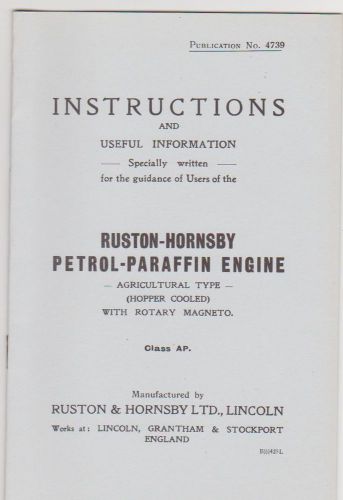 PUBLICATION No. 4739
INSTRUCTIONS
AND
USEFUL INFORMATION
— Specially written —
for the guidance of Users of the
RUSTON-HORNSBY
PETROL-PARAFFIN ENGINE
— AGRICULTURAL TYPE —
(HOPPER COOLED)
WITH ROTARY MAGNETO.
Class AP.
Manufactured by
RUSTON & HORNSBY LTD., LINCOLN
Works at: LINCOLN, GRANTHAM & STOCKPORT
ENGLAND